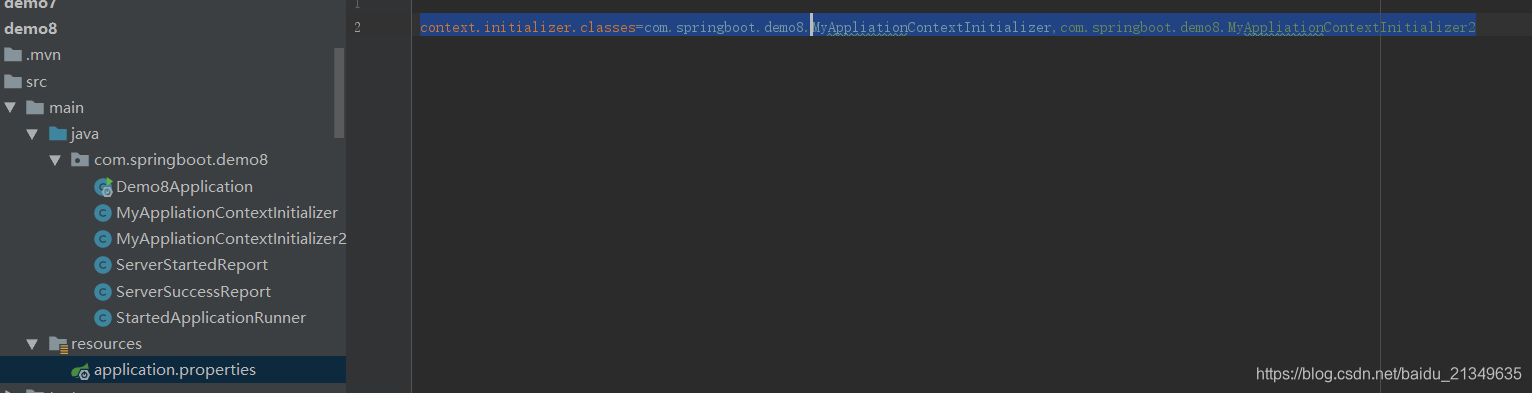 demo7
demo8
.mvn
src
main
java
com.springboot.demo8
Demo8Application
MyAppliationContextInitializer
MyAppliationContextInitializer2
ServerStartedReport
ServerSuccessReport
StartedApplicationRunner
resources
application.properties
1
2 context.initializer.classes=com.springboot.demo8.MyAppliationContextInitializer,com.springboot.demo8.MyAppliationContextInitializer2
https://blog.csdn.net/baidu_21349635